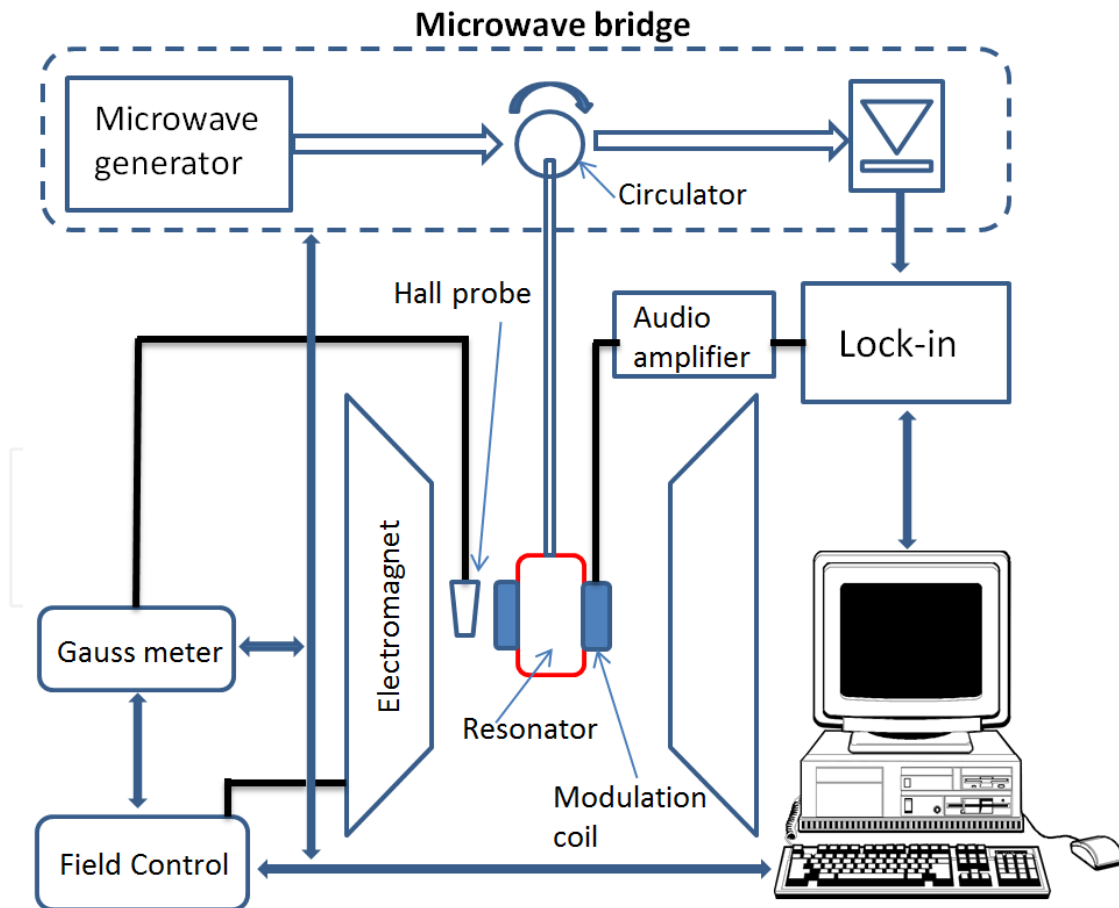 Microwave bridge
Microwave
generator
Circulator
Hall probe
Audio
amplifier
Lock-in
Electromagnet
Gauss meter
Resonator
Modulation
coil
Field Control